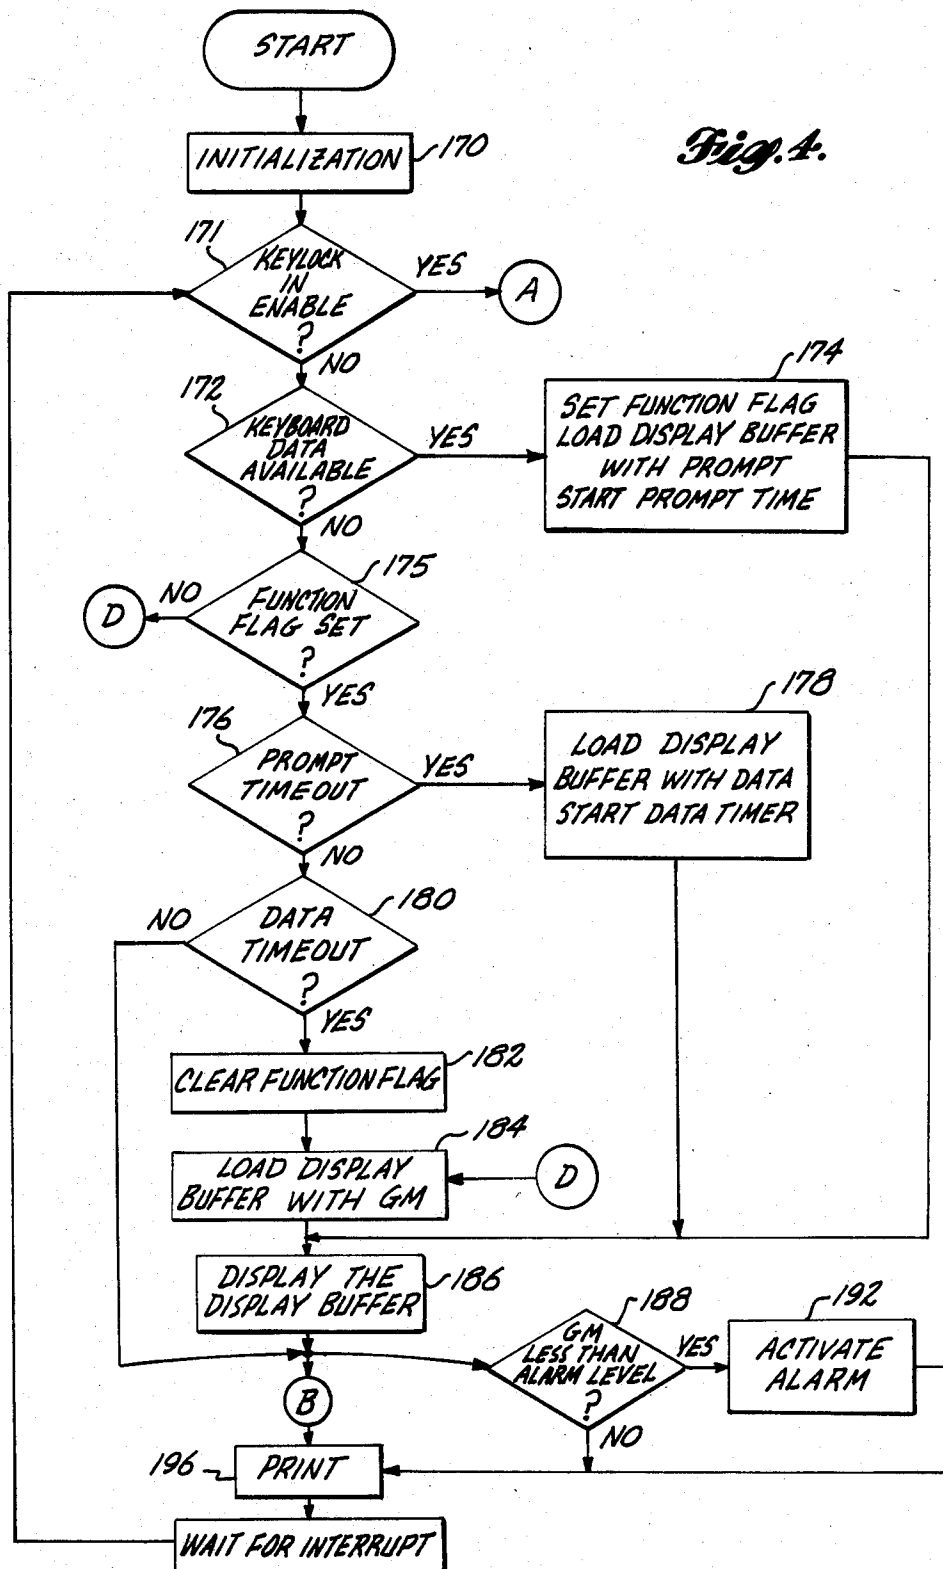 START
Fig. 4.
INITIALIZATION
170
171
KEYLOCK
IN
ENABLE
?
YES
A
NO
172
KEYBOARD
DATA
AVAILABLE
?
YES
174
SET FUNCTION FLAG
LOAD DISPLAY BUFFER
WITH PROMPT
START PROMPT TIME
NO
175
FUNCTION
FLAG SET
?
NO
D
YES
176
PROMPT
TIMEOUT
?
YES
178
LOAD DISPLAY
BUFFER WITH DATA
START DATA TIMER
NO
180
DATA
TIMEOUT
?
NO
YES
CLEAR FUNCTION FLAG
182
184
LOAD DISPLAY
BUFFER WITH GM
D
DISPLAY THE
DISPLAY BUFFER
186
188
GM
LESS THAN
ALARM LEVEL
?
YES
192
ACTIVATE
ALARM
B
NO
196
PRINT
WAIT FOR INTERRUPT